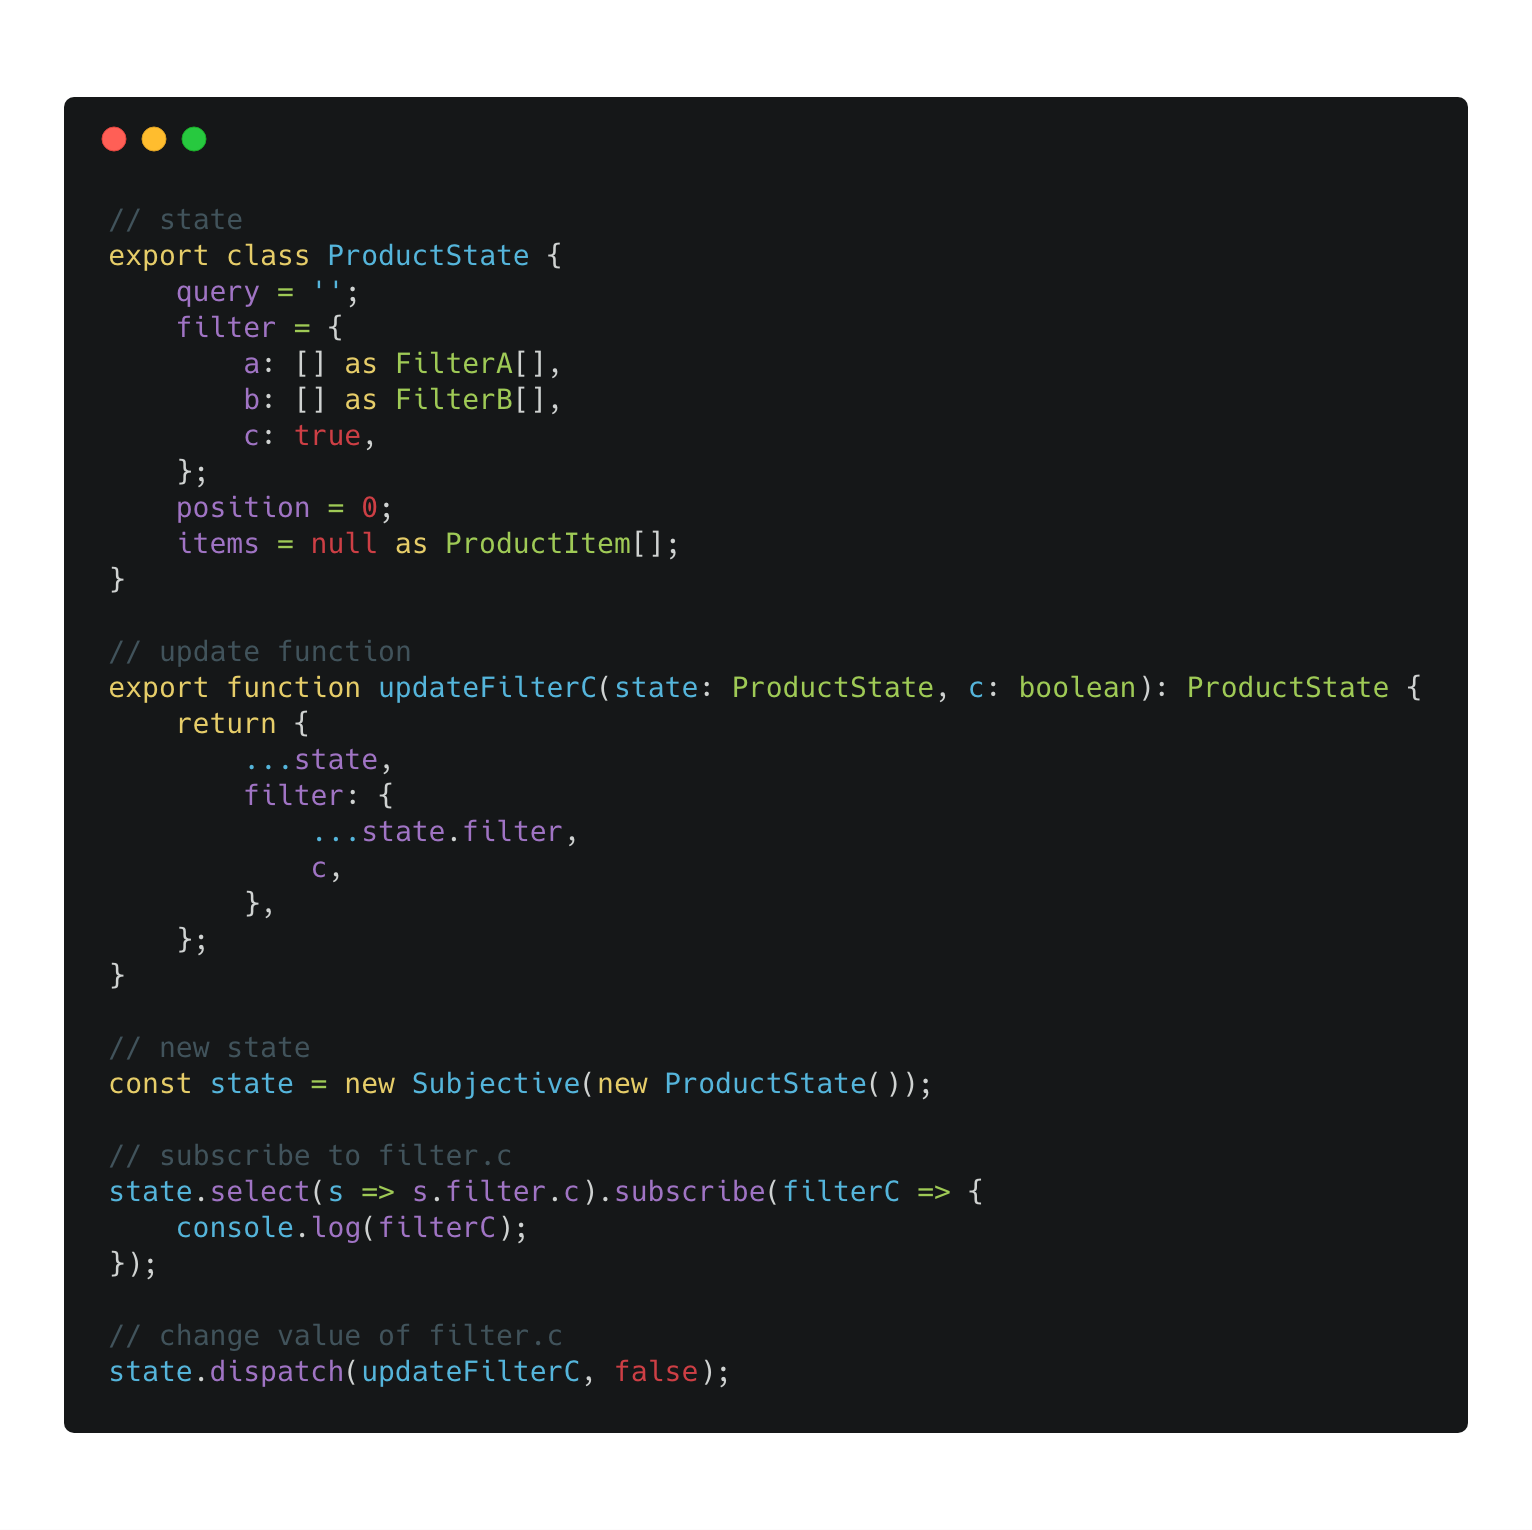 // state
export class ProductState {
    query = '';
    filter = {
        a: [] as FilterA[],
        b: [] as FilterB[],
        c: true,
    };
    position = 0;
    items = null as ProductItem[];
}

// update function
export function updateFilterC(state: ProductState, c: boolean): ProductState {
    return {
        ...state,
        filter: {
            ...state.filter,
            c,
        },
    };
}

// new state
const state = new Subjective(new ProductState());

// subscribe to filter.c
state.select(s => s.filter.c).subscribe(filterC => {
    console.log(filterC);
});

// change value of filter.c
state.dispatch(updateFilterC, false);